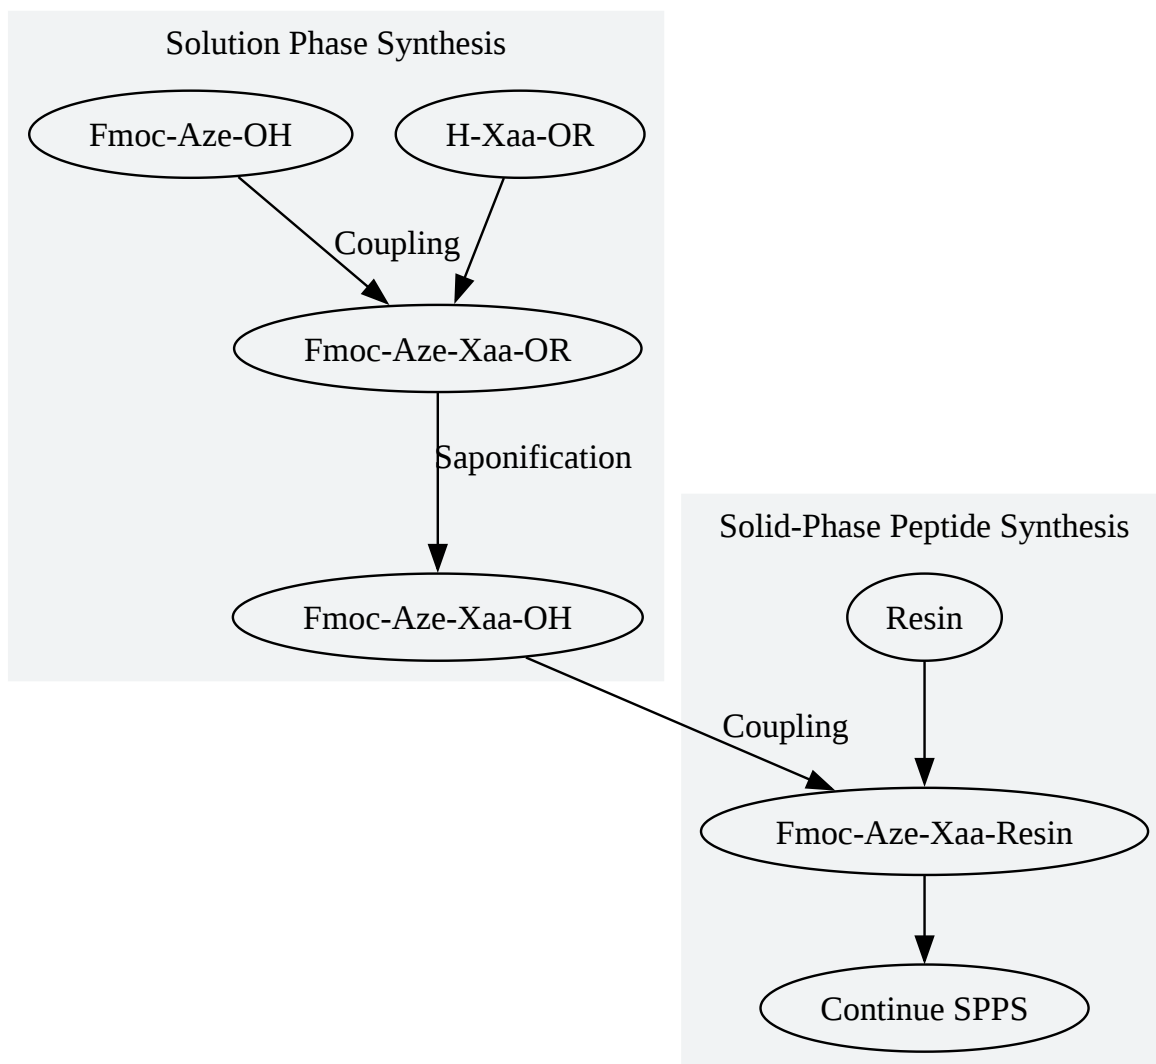 Solution Phase Synthesis
Fmoc-Aze-OH
H-Xaa-OR
Coupling
Fmoc-Aze-Xaa-OR
Saponification
Fmoc-Aze-Xaa-OH
Solid-Phase Peptide Synthesis
Resin
Coupling
Fmoc-Aze-Xaa-Resin
Continue SPPS